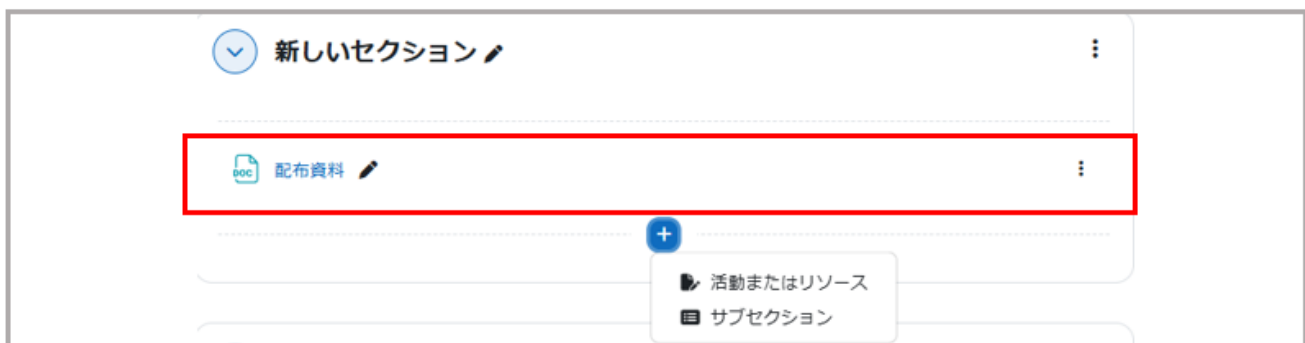 新しいセクション
DOC
配布資料
活動またはリソース
サブセクション